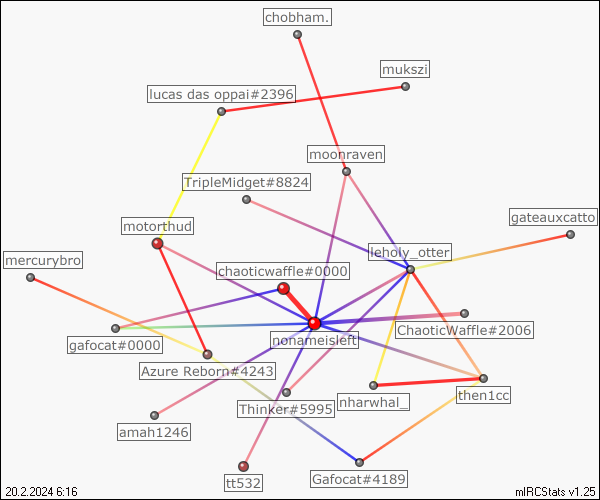 chobham.
mukszi
lucas das oppai#2396
moonraven
TripleMidget#8824
gateauxcatto
motorthud
leholy_otter
mercurybro
chaoticwaffle#0000
ChaoticWaffle#2006
gafocat#0000
nonameisleft
Azure Reborn#4243
then1cc
nharwhal_
Thinker#5995
amah1246
tt532
Gafocat#4189
20.2.2024 6:16
mIRCStats v1.25